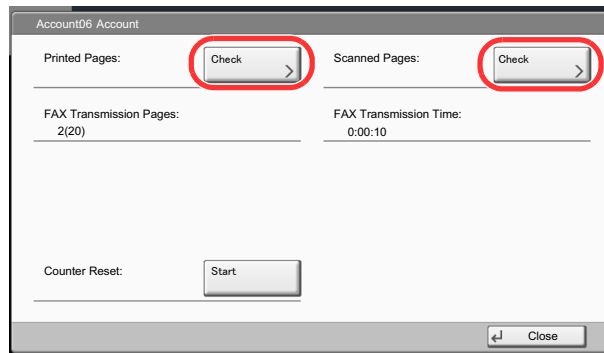 Account06 Account
Printed Pages: Check Scanned Pages: Check
FAX Transmission Pages: FAX Transmission Time:
2(20) 0:00:10
Counter Reset: Start
Close